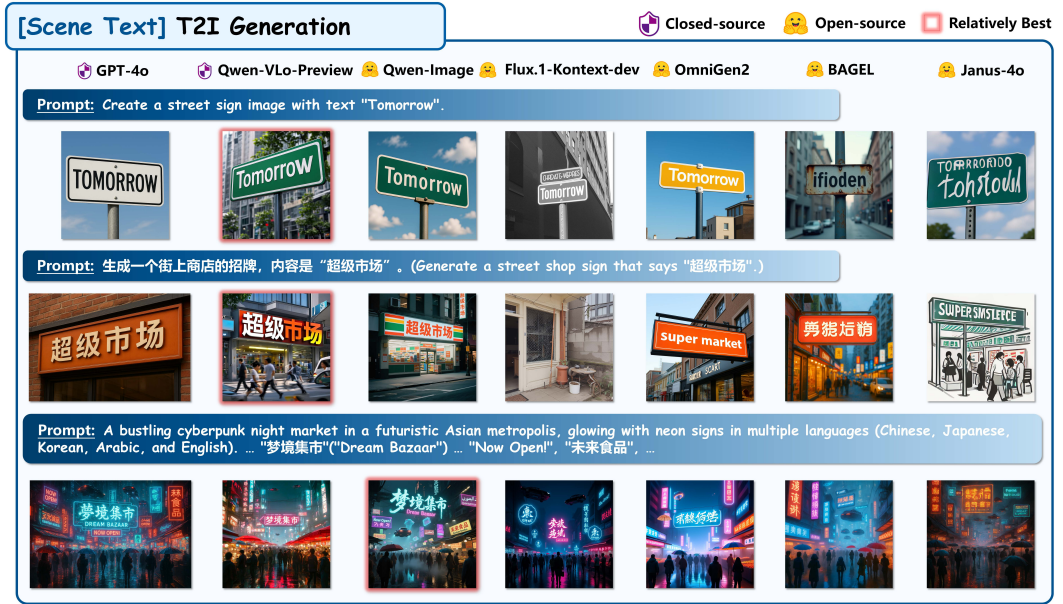 [Scene Text] T2I Generation
Closed-source
Open-source
Relatively Best
GPT-4o
Qwen-VLo-Preview
Qwen-Image
Flux.1-Kontext-dev
OmniGen2
BAGEL
Janus-4o
Prompt: Create a street sign image with text "Tomorrow".
TOMORROW
Tomorrow
Tomorrow
Tomorrow
Tomorrow
ifioden
Prompt: 生成一个街上商店的招牌，内容是“超级市场”。(Generate a street shop sign that says "超级市场".)
超级市场
超级市场
超级市场
super market
SUPER SMSTEFCE
Prompt: A bustling cyberpunk night market in a futuristic Asian metropolis, glowing with neon signs in multiple languages (Chinese, Japanese,
Korean, Arabic, and English). … "梦境集市"("Dream Bazaar") … "Now Open!", "未来食品", …
NOW OPEN
夢境集市
DREAM BAZAAR
NOW OPEN!
梦境集市
梦境集市
Dream Bazaar